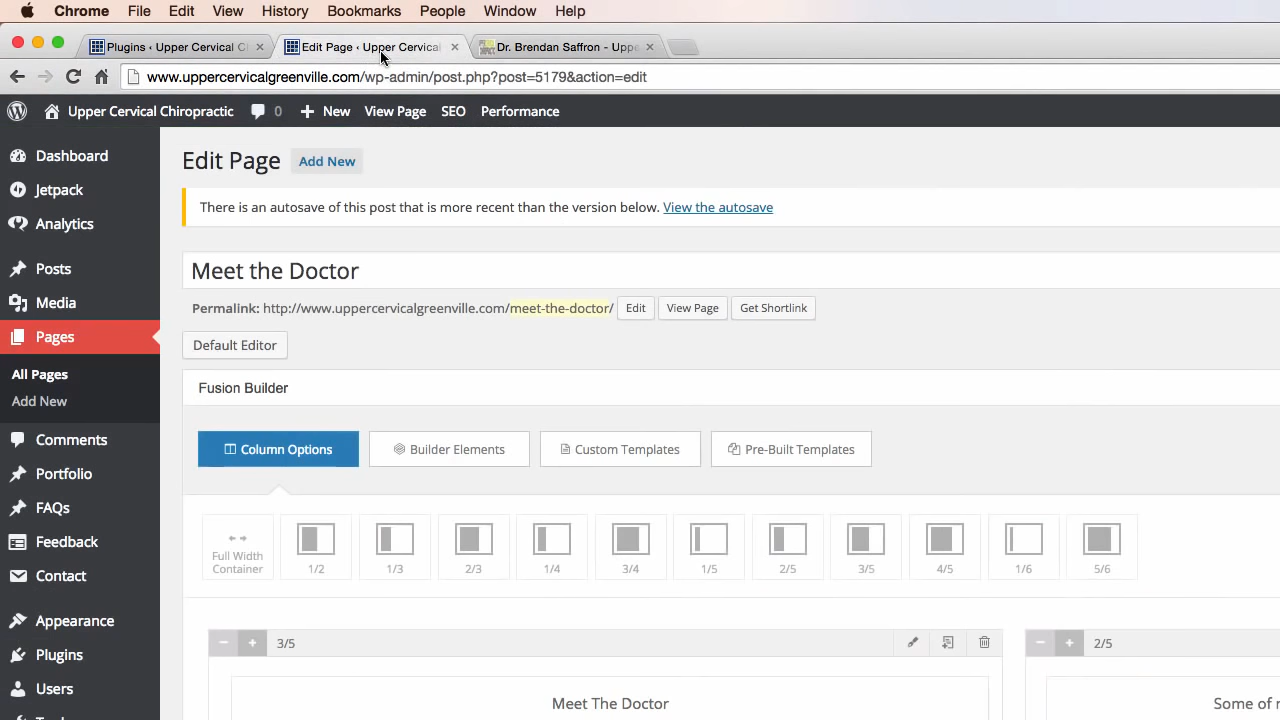 Chrome File Edit View History Bookmarks People Window Help
Plugins ‹ Upper Cervical C Edit Page ‹ Upper Cervical Dr. Brendan Saffron - Uppe
www.uppercervicalgreenville.com/wp-admin/post.php?post=5179&action=edit
Upper Cervical Chiropractic 0 New View Page SEO Performance
Dashboard
Jetpack
Analytics
Posts
Media
Pages
All Pages
Add New
Comments
Portfolio
FAQs
Feedback
Contact
Appearance
Plugins
Users
Edit Page Add New
There is an autosave of this post that is more recent than the version below. View the autosave
Meet the Doctor
Permalink: http://www.uppercervicalgreenville.com/meet-the-doctor/ Edit View Page Get Shortlink
Default Editor
Fusion Builder
Column Options Builder Elements Custom Templates Pre-Built Templates
Full Width
Container 1/2 1/3 2/3 1/4 3/4 1/5 2/5 3/5 4/5 1/6 5/6
3/5 2/5
Meet The Doctor Some of